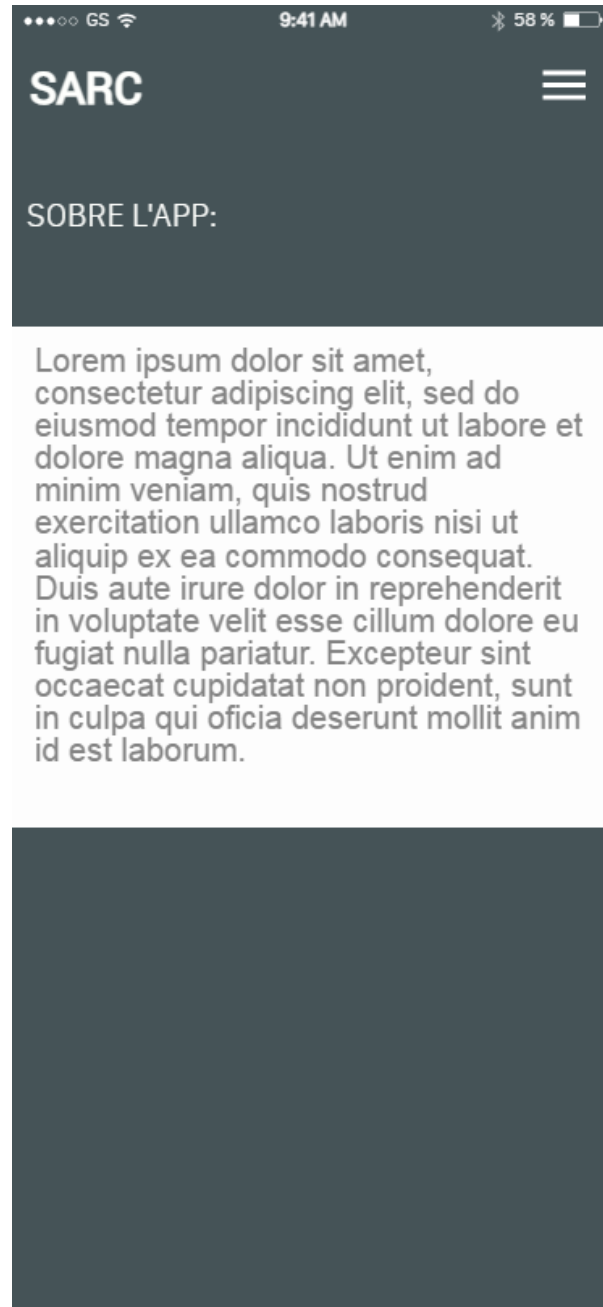 GS 9:41 AM 58 %
SARC
SOBRE L'APP:
Lorem ipsum dolor sit amet,
consectetur adipiscing elit, sed do
eiusmod tempor incididunt ut labore et
dolore magna aliqua. Ut enim ad
minim veniam, quis nostrud
exercitation ullamco laboris nisi ut
aliquip ex ea commodo consequat.
Duis aute irure dolor in reprehenderit
in voluptate velit esse cillum dolore eu
fugiat nulla pariatur. Excepteur sint
occaecat cupidatat non proident, sunt
in culpa qui oficia deserunt mollit anim
id est laborum.